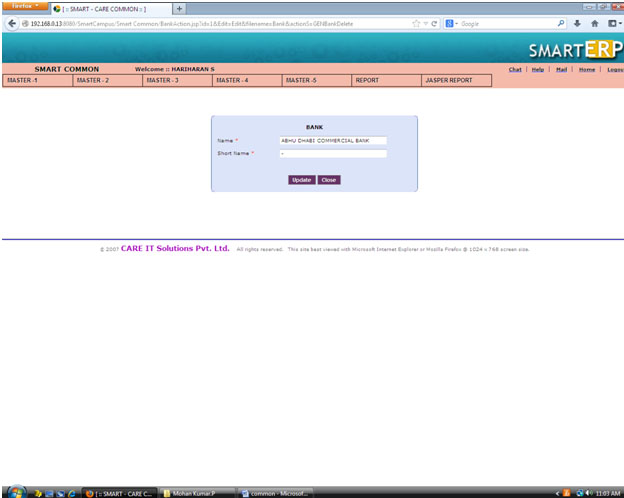 Firefox
[ :: SMART - CARE COMMON :: ]
192.168.0.13:8080/SmartCampus/Smart Common/BankAction.jsp?id=1&Edit=Edit&filename=Bank&actionS=GENBankDelete
Google
SMARTERP
SMART COMMON Welcome :: HARIHARAN S Chat | Help | Mail | Home | Logou
MASTER -1 MASTER - 2 MASTER - 3 MASTER - 4 MASTER -5 REPORT JASPER REPORT
BANK
Name * ABHU DHABI COMMERCIAL BANK
Short Name * -
Update Close
© 2007 CARE IT Solutions Pvt. Ltd. All rights reserved. This site best viewed with Microsoft Internet Explorer or Mozilla Firefox @ 1024 x 768 screen size.
[ :: SMART - CARE C... Mohan Kumar.P common - Microsof... 11:03 AM